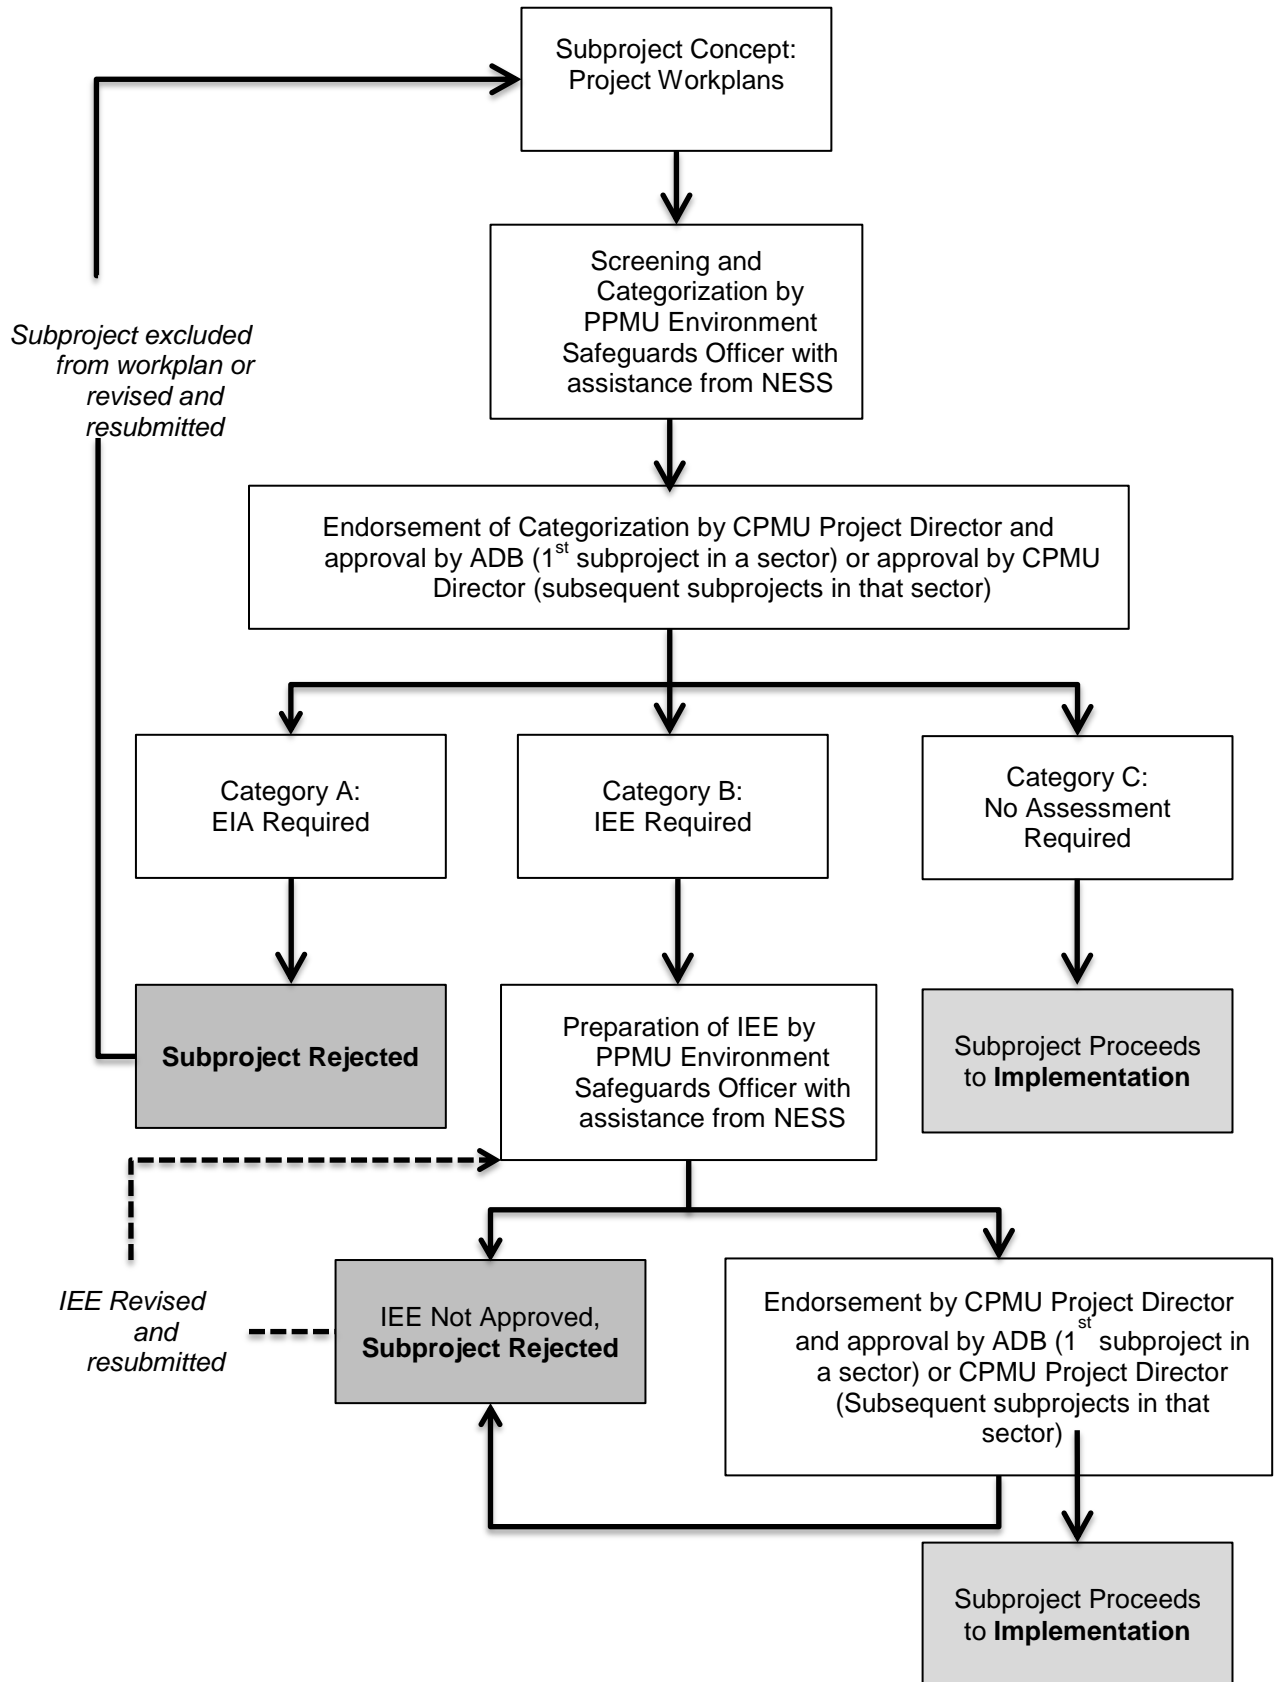 Subproject Concept:
Project Workplans
Screening and
Categorization by
PPMU Environment
Safeguards Officer with
assistance from NESS
Subproject excluded
from workplan or
revised and
resubmitted
Endorsement of Categorization by CPMU Project Director and
approval by ADB (1st subproject in a sector) or approval by CPMU
Director (subsequent subprojects in that sector)
Category A:
EIA Required
Category B:
IEE Required
Category C:
No Assessment
Required
Subproject Rejected
Preparation of IEE by
PPMU Environment
Safeguards Officer with
assistance from NESS
Subproject Proceeds
to Implementation
IEE Revised
and
resubmitted
IEE Not Approved,
Subproject Rejected
Endorsement by CPMU Project Director
and approval by ADB (1st subproject in
a sector) or CPMU Project Director
(Subsequent subprojects in that
sector)
Subproject Proceeds
to Implementation